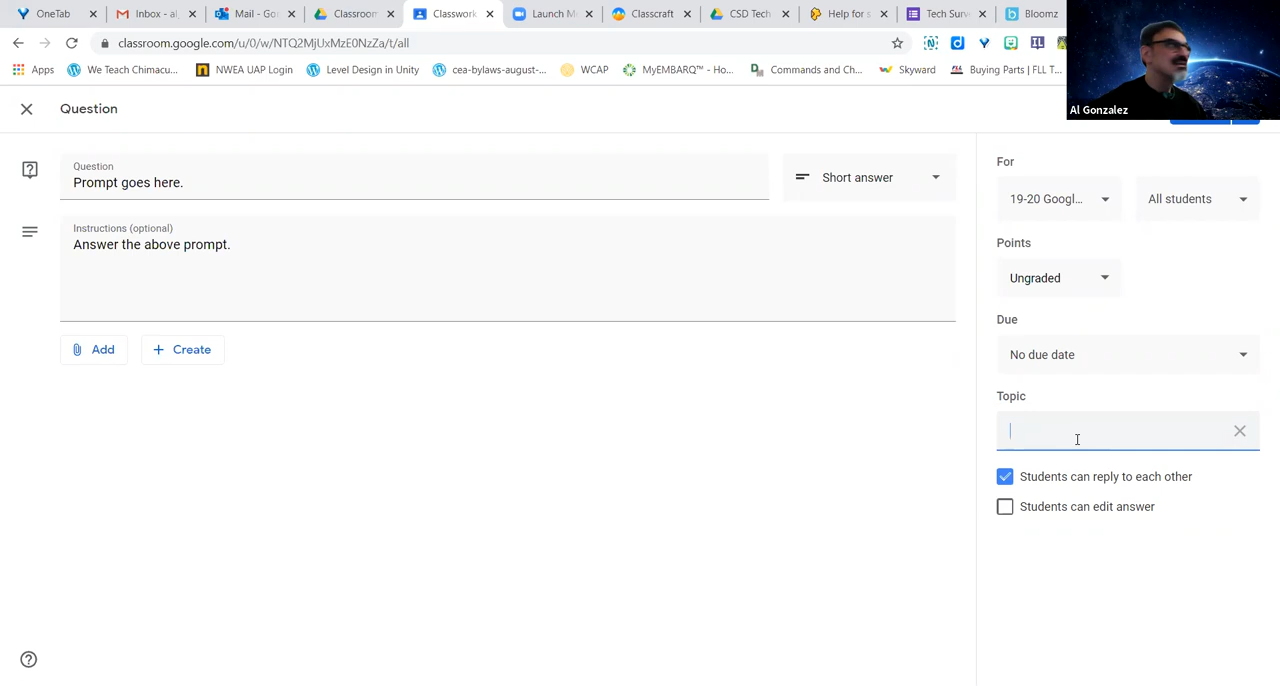 OneTab
Inbox - al
Mail - Go
Classroom
Classwork
Launch M
Classcraft
CSD Tech
Help for s
Tech Surv
Bloomz
classroom.google.com/u/0/w/NTQ2MjUxMzE0NzZa/t/all
Apps
We Teach Chimacu...
NWEA UAP Login
Level Design in Unity
cea-bylaws-august-...
WCAP
MyEMBARQ™ - Ho...
Commands and Ch...
Skyward
Buying Parts | FLL T...
Al Gonzalez
Question
Question
Prompt goes here.
Short answer
Instructions (optional)
Answer the above prompt.
Add
Create
For
19-20 Googl...
All students
Points
Ungraded
Due
No due date
Topic
Students can reply to each other
Students can edit answer